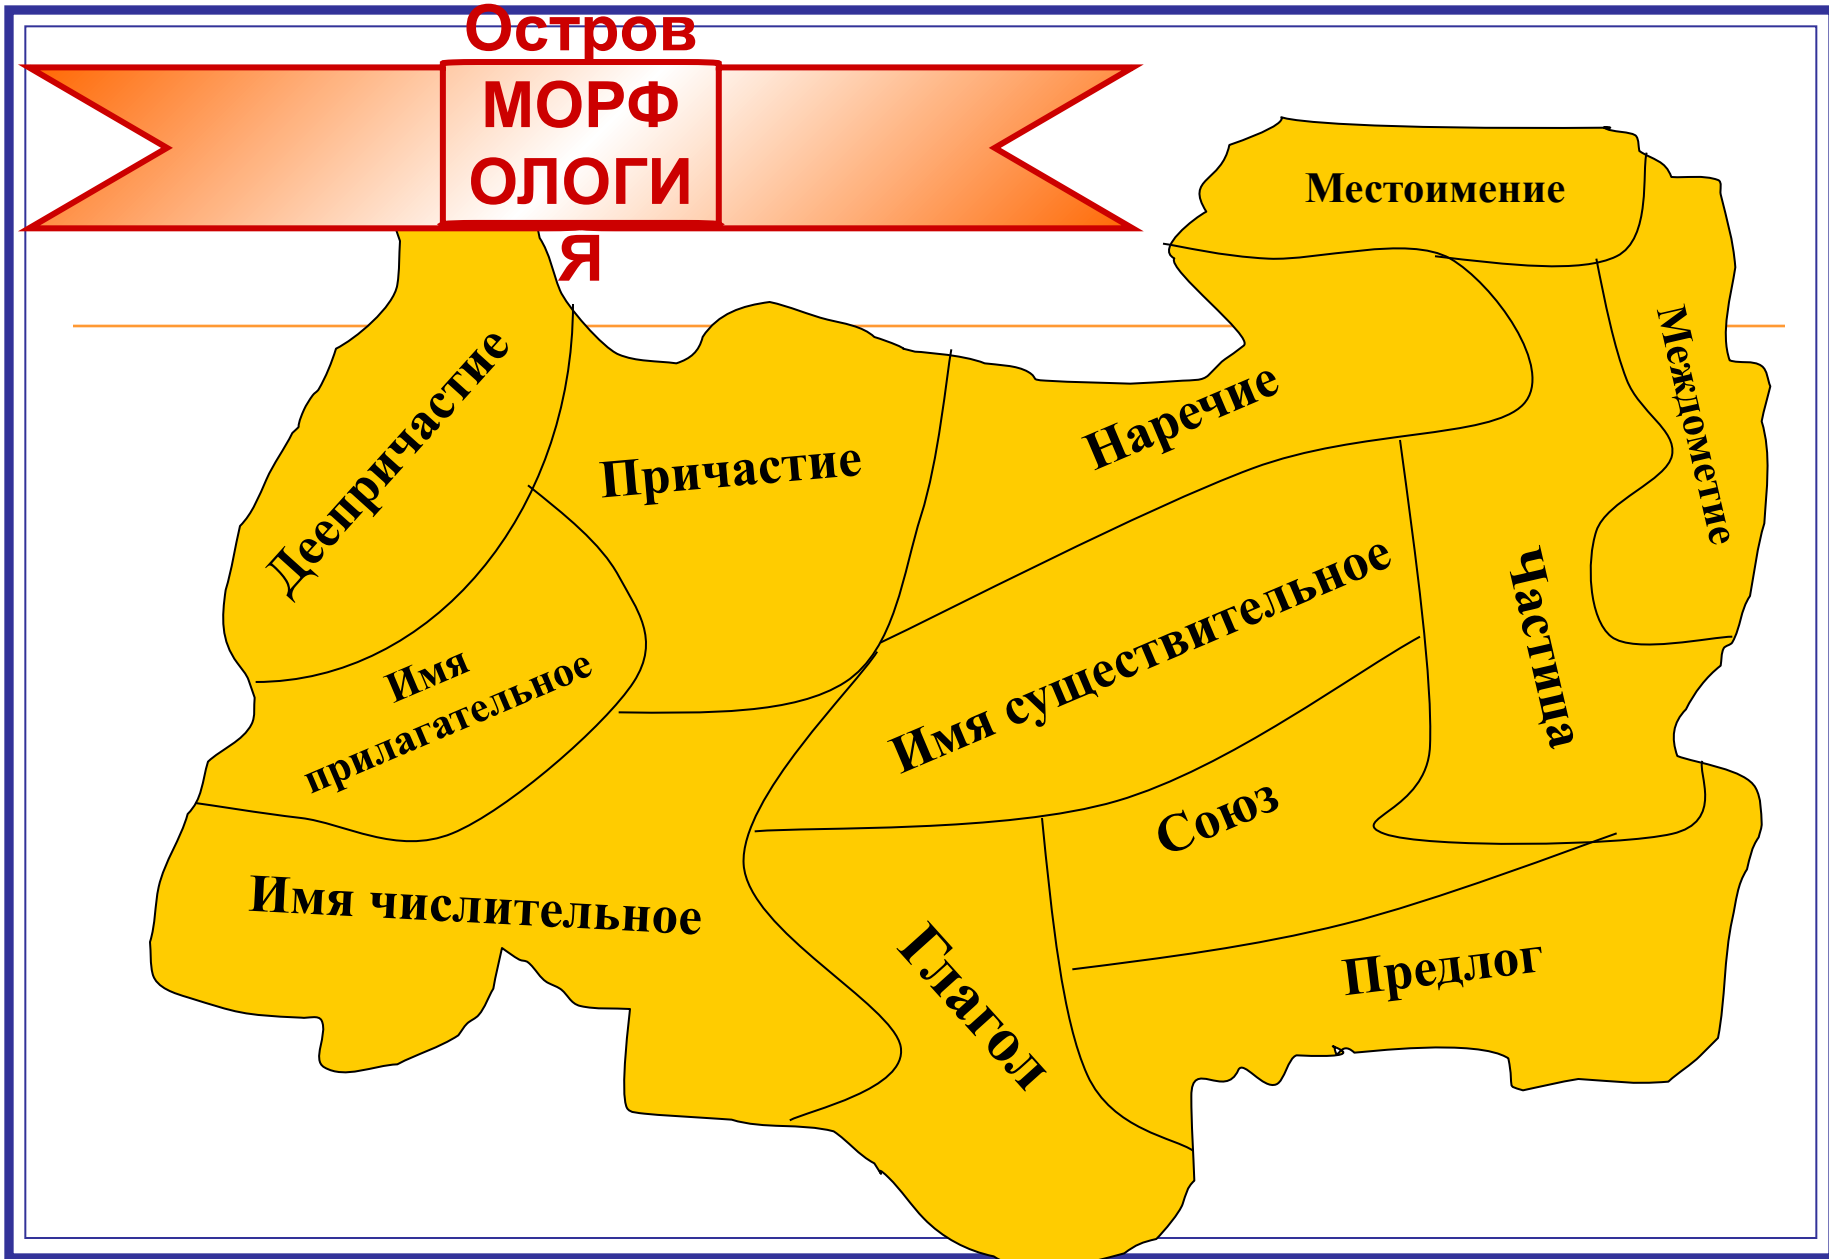 Остров
МОРФ
ОЛОГИ
Я
Местоимение
Междометие
Деепричастие
Причастие
Наречие
Имя существительное
Частица
Имя
прилагательное
Союз
Имя числительное
Глагол
Предлог